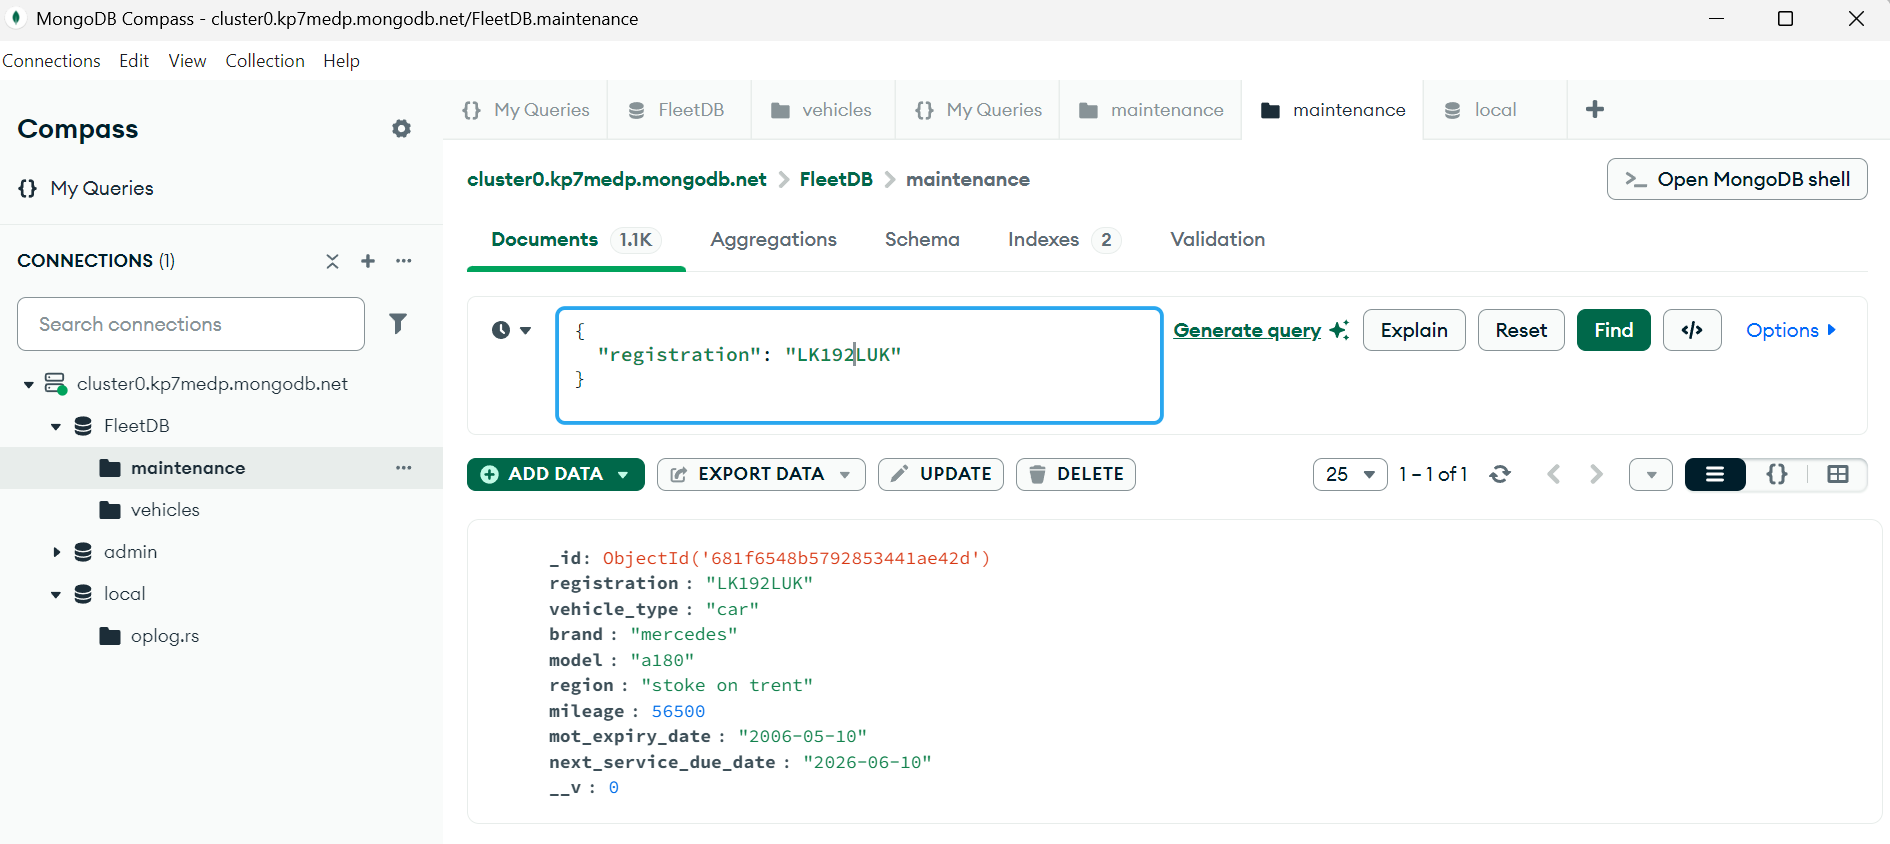 MongoDB Compass - cluster0.kp7medp.mongodb.net/FleetDB.maintenance
Connections Edit View Collection Help
Compass
My Queries
CONNECTIONS (1)
Search connections
cluster0.kp7medp.mongodb.net
FleetDB
maintenance
vehicles
admin
local
oplog.rs
{} My Queries FleetDB vehicles {} My Queries maintenance maintenance local +
cluster0.kp7medp.mongodb.net > FleetDB > maintenance
>_ Open MongoDB shell
Documents 1.1K Aggregations Schema Indexes 2 Validation
{
"registration": "LK192LUK"
}
Generate query Explain Reset Find </> Options
ADD DATA EXPORT DATA UPDATE DELETE 25 1 – 1 of 1 {}
_id: ObjectId('681f6548b5792853441ae42d')
registration : "LK192LUK"
vehicle_type : "car"
brand : "mercedes"
model : "a180"
region : "stoke on trent"
mileage : 56500
mot_expiry_date : "2006-05-10"
next_service_due_date : "2026-06-10"
__v : 0